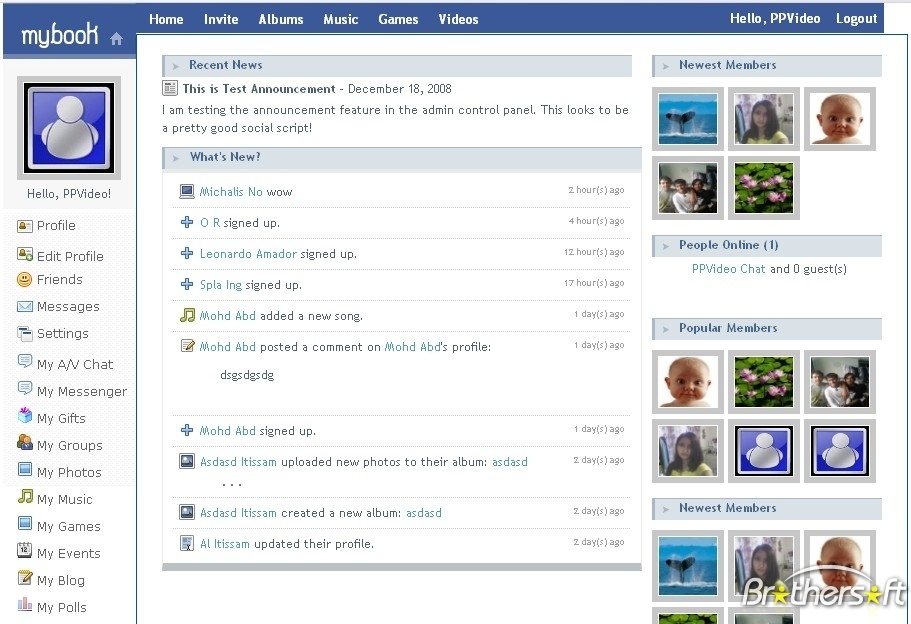 mybook
Home Invite Albums Music Games Videos
Hello, PPVideo Logout
Hello, PPVideo!
Profile
Edit Profile
Friends
Messages
Settings
My A/V Chat
My Messenger
My Gifts
My Groups
My Photos
My Music
My Games
My Events
My Blog
My Polls
Recent News
This is Test Announcement - December 18, 2008
I am testing the announcement feature in the admin control panel. This looks to be
a pretty good social script!
What's New?
Michalis No wow 2 hour(s) ago
O R signed up. 4 hour(s) ago
Leonardo Amador signed up. 12 hour(s) ago
Spla Ing signed up. 17 hour(s) ago
Mohd Abd added a new song. 1 day(s) ago
Mohd Abd posted a comment on Mohd Abd's profile: 1 day(s) ago
dsgsdgsdg
Mohd Abd signed up. 1 day(s) ago
Asdasd Itissam uploaded new photos to their album: asdasd 2 day(s) ago
...
Asdasd Itissam created a new album: asdasd 2 day(s) ago
Al Itissam updated their profile. 2 day(s) ago
Newest Members
People Online (1)
PPVideo Chat and 0 guest(s)
Popular Members
Newest Members
Brothersoft